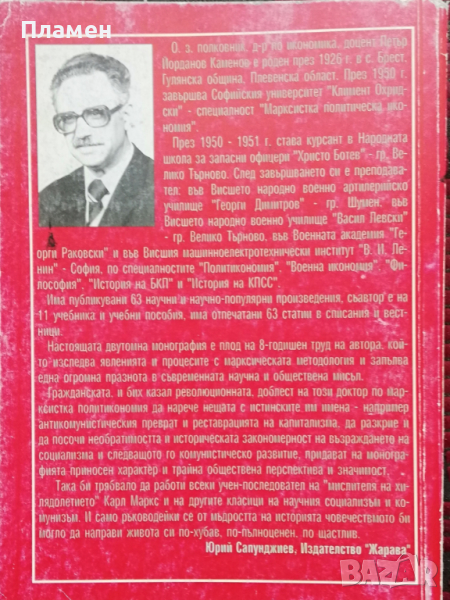 Пламен
О. з. полковник, д-р по икономика, доцент Петър
Йорданов Каменов е роден през 1926 г. в с. Брест,
Гулянска община, Плевенска област. През 1950 г.
завършва Софийския университет "Климент Охрид-
ски" - специалност "Марксистка политическа ико-
номия".
През 1950 - 1951 г. става курсант в Народната
школа за запасни офицери "Христо Ботев" - гр. Ве-
лико Търново. След завършването си е преподава-
тел: във Висшето народно военно артилерийско
училище "Георги Димитров" - гр. Шумен, във
Висшето народно военно училище "Васил Левски"
- гр. Велико Търново, във Военната академия "Ге-
орги Раковски" и във Висшия машинноелектротехнически институт "В. И. Ле-
нин" - София, по специалностите "Политикономия", "Военна икономия", "Фи-
лософия", "История на БКП" и "История на КПСС".
Има публикувани 63 научни и научно-популярни произведения, съавтор е на
11 учебника и учебни пособия, има отпечатани 63 статии в списания и вест-
ници.
Настоящата двутомна монография е плод на 8-годишен труд на автора, кой-
то изследва явленията и процесите с марксическата методология и запълва
една огромна празнота в съвременната научна и обществена мисъл.
Гражданската, и бих казал революционната, доблест на този доктор по мар-
ксистка политикономия да нарече нещата с истинските им имена - например
антикомунистическия преврат и реставрацията на капитализма, да разкрие и
да посочи необратимостта и историческата закономерност на възраждането на
социализма и следващото го комунистическо развитие, придават на моногра-
фията приносен характер и трайна обществена перспектива и значимост.
Така би трябвало да работи всеки учен-последовател на "мислителя на хи-
лядолетието" Карл Маркс и на другите класици на научния социализъм и ко-
мунизъм. И само ръководейки се от мъдростта на историята човечеството би
могло да направи живота си по-хубав, по-пълноценен, по щастлив.
Юрий Сапунджиев, Издателство "Жарава"
BAZAR